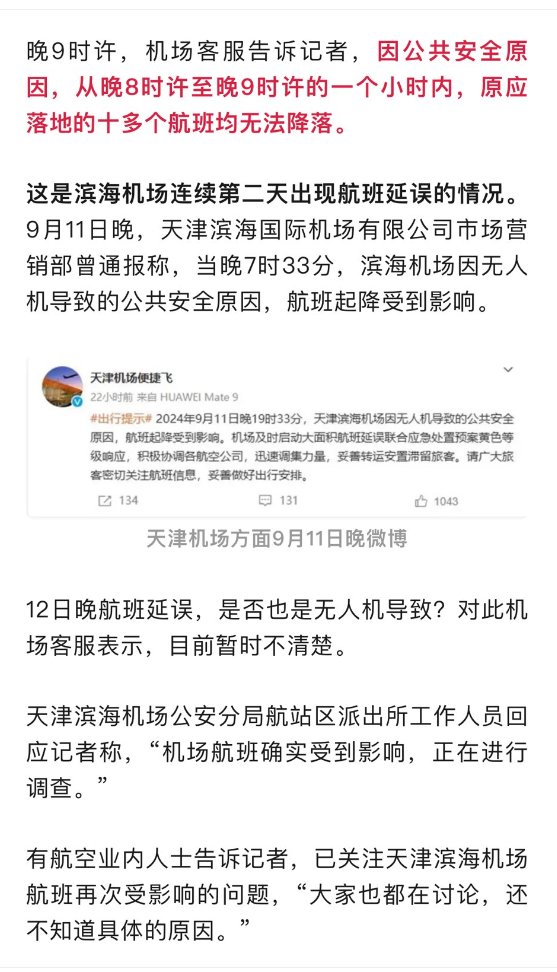 晚9时许，机场客服告诉记者，因公共安全原
因，从晚8时许至晚9时许的一个小时内，原应
落地的十多个航班均无法降落。
这是滨海机场连续第二天出现航班延误的情况。
9月11日晚，天津滨海国际机场有限公司市场营
销部曾通报称，当晚7时33分，滨海机场因无人
机导致的公共安全原因，航班起降受到影响。
天津机场便捷飞
22小时前 来自 HUAWEI Mate 9
#出行提示# 2024年9月11日晚19时33分，天津滨海机场因无人机导致的公共安全
原因，航班起降受到影响。机场及时启动大面积航班延误联合应急处置预案黄色等
级响应，积极协调各航空公司，迅速调集力量，妥善转运安置滞留旅客。请广大旅
客密切关注航班信息，妥善做好出行安排。
134 131 1043
天津机场方面9月11日晚微博
12日晚航班延误，是否也是无人机导致？对此机
场客服表示，目前暂时不清楚。
天津滨海机场公安分局航站区派出所工作人员回
应记者称，“机场航班确实受到影响，正在进行
调查。”
有航空业内人士告诉记者，已关注天津滨海机场
航班再次受影响的问题，“大家也都在讨论，还
不知道具体的原因。”